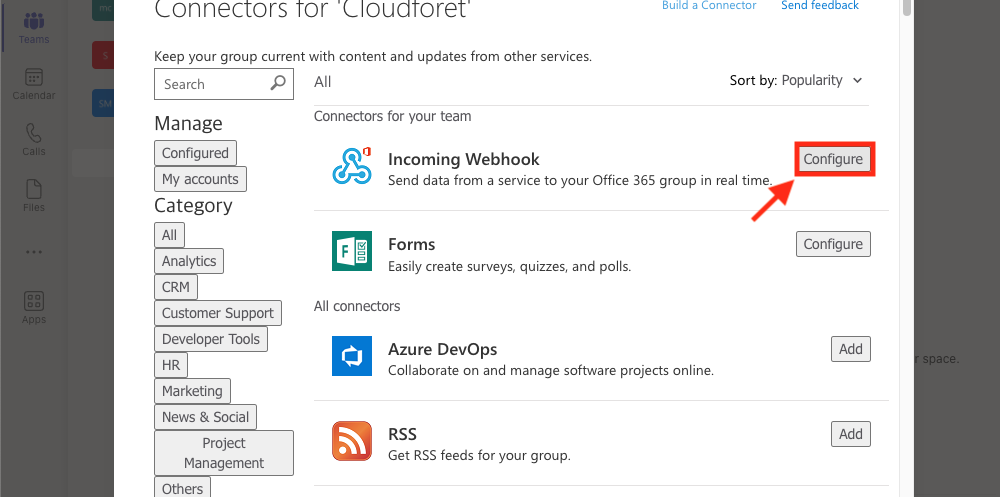 Connectors for 'Cloudforet'
Build a Connector
Send feedback
Keep your group current with content and updates from other services.
Search
All
Sort by: Popularity
Manage
Configured
My accounts
Category
All
Analytics
CRM
Customer Support
Developer Tools
HR
Marketing
News & Social
Project
Management
Others
Connectors for your team
Incoming Webhook
Send data from a service to your Office 365 group in real time.
Configure
Forms
Easily create surveys, quizzes, and polls.
Configure
All connectors
Azure DevOps
Collaborate on and manage software projects online.
Add
RSS
Get RSS feeds for your group.
Add
Teams
Calendar
Calls
Files
Apps
mc
S
SM
F
r space.